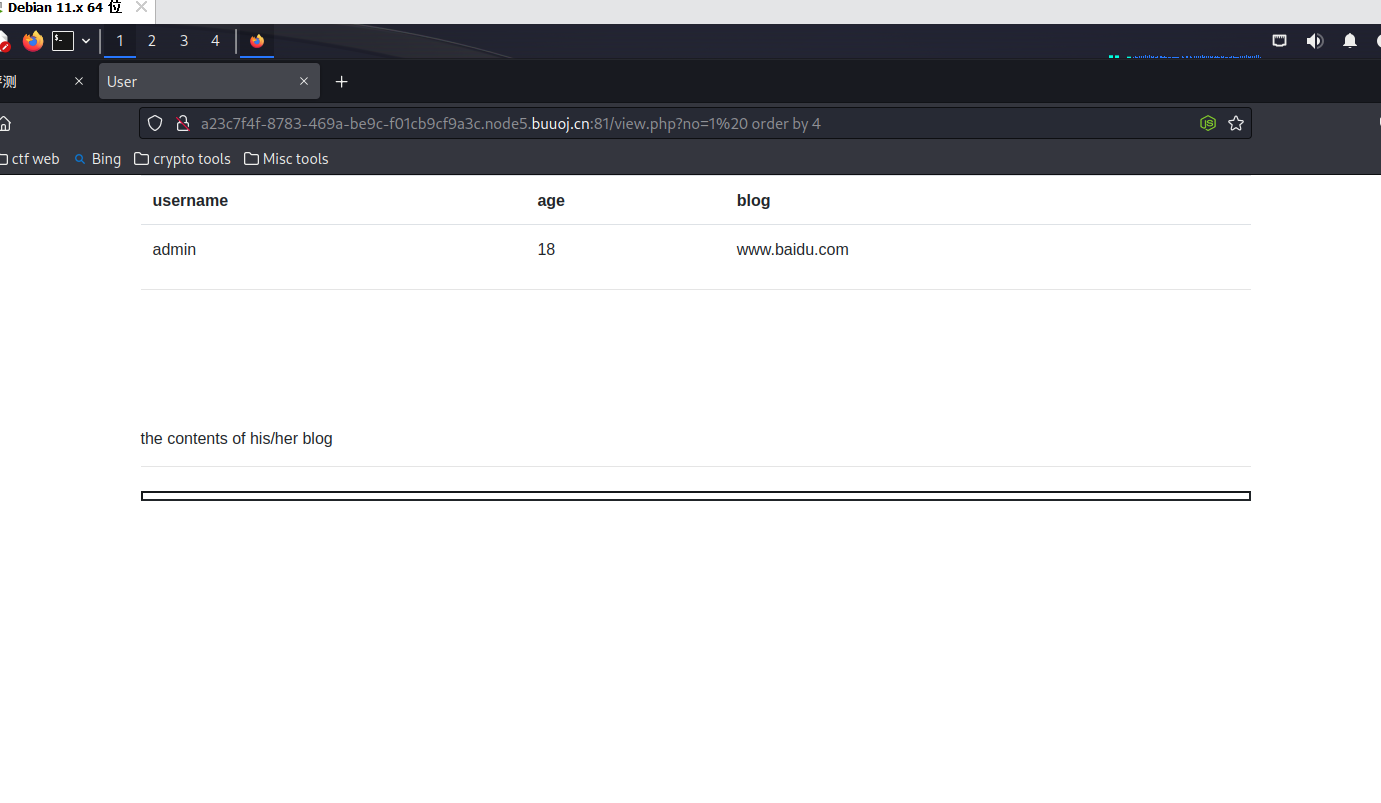 Debian 11.x 64 位
1 2 3 4
测 User
a23c7f4f-8783-469a-be9c-f01cb9cf9a3c.node5.buuoj.cn:81/view.php?no=1%20 order by 4
ctf web Bing crypto tools Misc tools
username age blog
admin 18 www.baidu.com
the contents of his/her blog